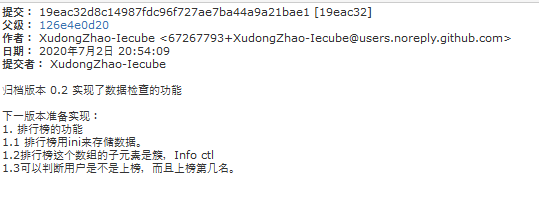 提交： 19eac32d8c14987fdc96f727ae7ba44a9a21bae1 [19eac32]
父级： 126e4e0d20
作者： XudongZhao-Iecube <67267793+XudongZhao-Iecube@users.noreply.github.com>
日期： 2020年7月2日 20:54:09
提交者： XudongZhao-Iecube
归档版本 0.2 实现了数据检查的功能
下一版本准备实现：
1. 排行榜的功能
1.1 排行榜用ini来存储数据。
1.2排行榜这个数组的子元素是簇，Info ctl
1.3可以判断用户是不是上榜，而且上榜第几名。